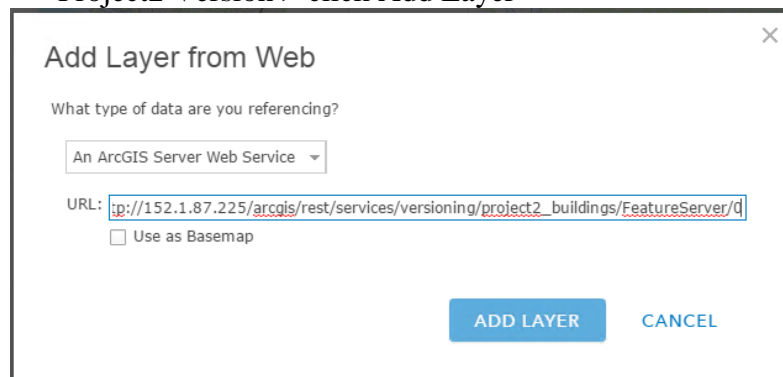 Add Layer from Web
What type of data are you referencing?
An ArcGIS Server Web Service
URL: tp://152.1.87.225/arcgis/rest/services/versioning/project2_buildings/FeatureServer/0
Use as Basemap
ADD LAYER CANCEL